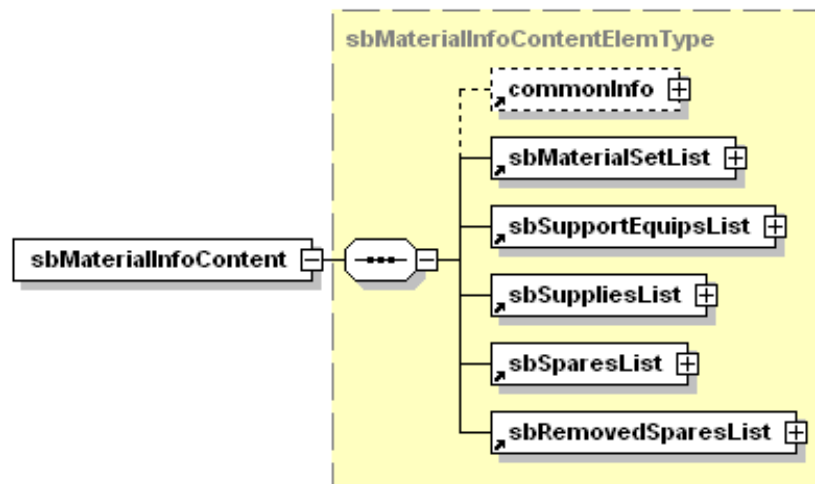 sbMaterialInfoContentElemType
commonInfo
sbMaterialSetList
sbSupportEquipsList
sbMaterialInfoContent
sbSuppliesList
sbSparesList
sbRemovedSparesList